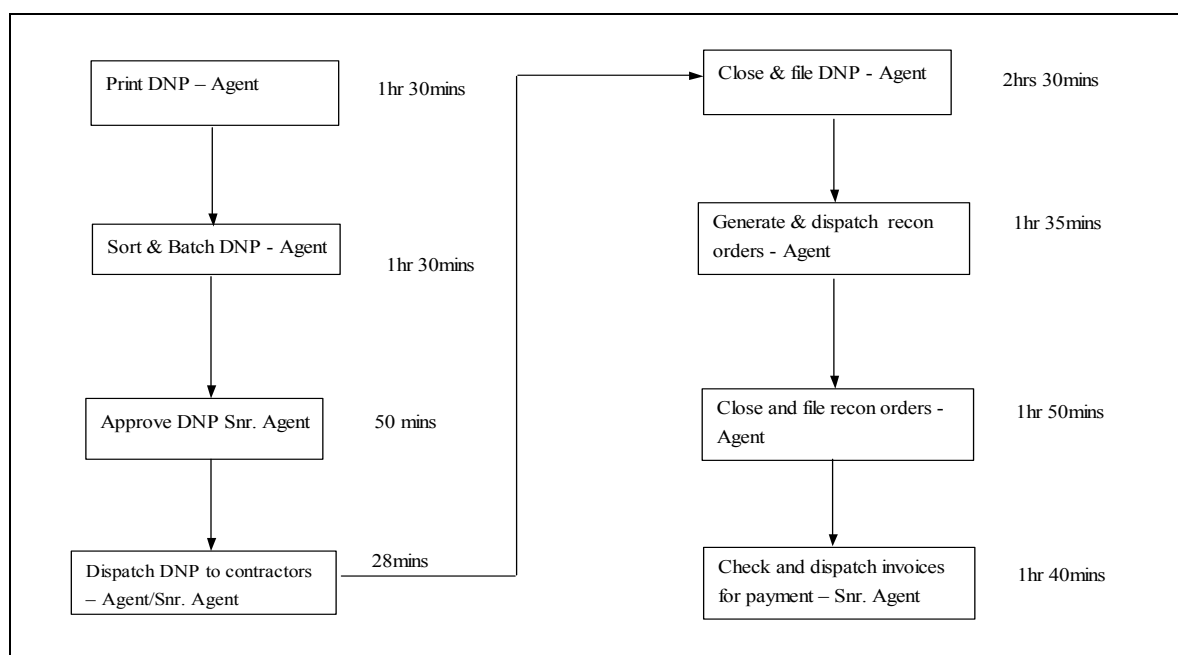 Print DNP – Agent
1hr 30mins
Sort & Batch DNP - Agent
1hr 30mins
Approve DNP Snr. Agent
50 mins
Dispatch DNP to contractors
– Agent/Snr. Agent
28mins
Close & file DNP - Agent
2hrs 30mins
Generate & dispatch recon
orders - Agent
1hr 35mins
Close and file recon orders -
Agent
1hr 50mins
Check and dispatch invoices
for payment – Snr. Agent
1hr 40mins